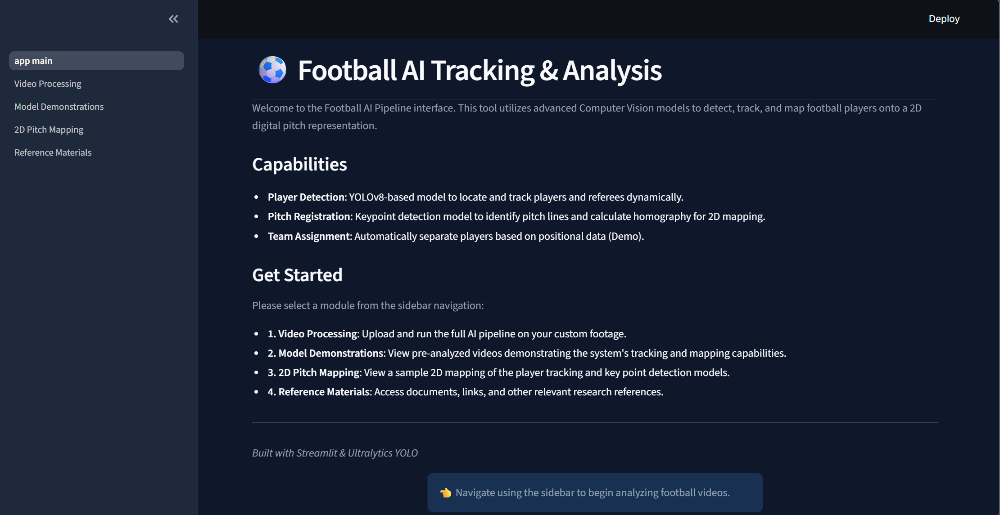 Deploy
app main
Video Processing
Model Demonstrations
2D Pitch Mapping
Reference Materials
Football AI Tracking & Analysis
Welcome to the Football AI Pipeline interface. This tool utilizes advanced Computer Vision models to detect, track, and map football players onto a 2D
digital pitch representation.
Capabilities
• Player Detection: YOLOv8-based model to locate and track players and referees dynamically.
• Pitch Registration: Keypoint detection model to identify pitch lines and calculate homography for 2D mapping.
• Team Assignment: Automatically separate players based on positional data (Demo).
Get Started
Please select a module from the sidebar navigation:
• 1. Video Processing: Upload and run the full AI pipeline on your custom footage.
• 2. Model Demonstrations: View pre-analyzed videos demonstrating the system's tracking and mapping capabilities.
• 3. 2D Pitch Mapping: View a sample 2D mapping of the player tracking and key point detection models.
• 4. Reference Materials: Access documents, links, and other relevant research references.
Built with Streamlit & Ultralytics YOLO
👈 Navigate using the sidebar to begin analyzing football videos.